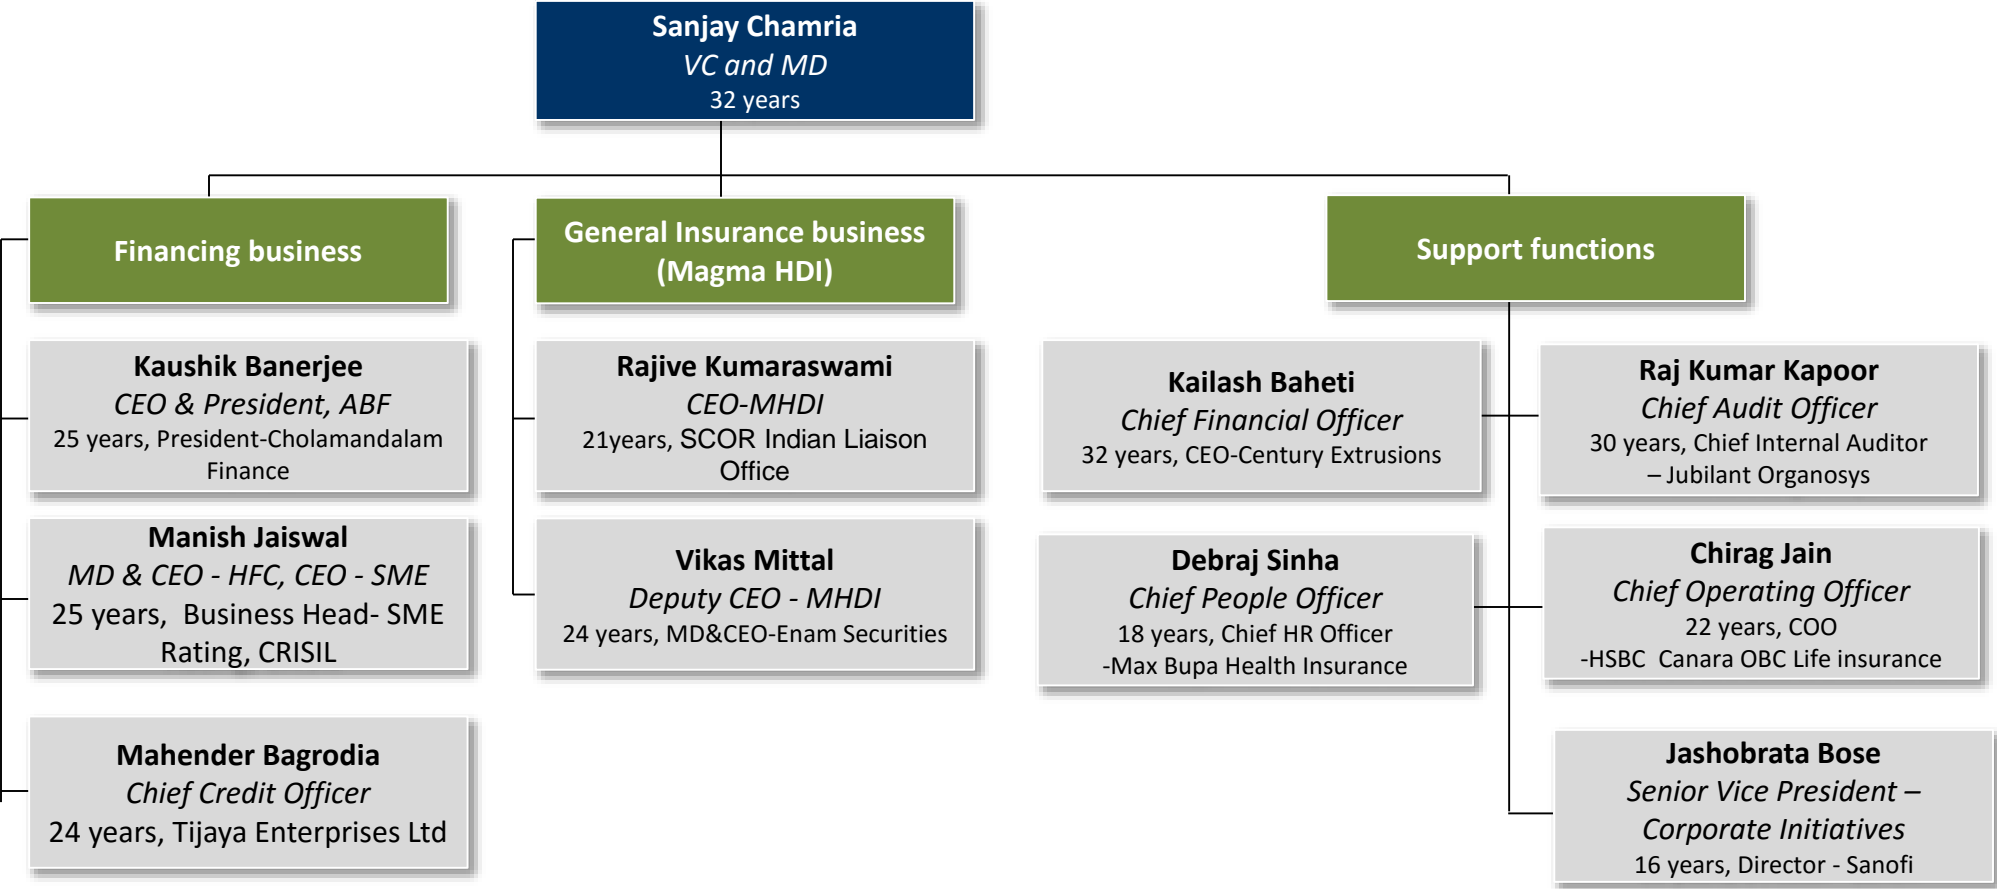 Sanjay Chamria
VC and MD
32 years
Financing business
General Insurance business
(Magma HDI)
Support functions
Kaushik Banerjee
CEO & President, ABF
25 years, President-Cholamandalam
Finance
Manish Jaiswal
MD & CEO - HFC, CEO - SME
25 years,  Business Head- SME
Rating, CRISIL
Mahender Bagrodia
Chief Credit Officer
24 years, Tijaya Enterprises Ltd
Rajive Kumaraswami
CEO-MHDI
21years, SCOR Indian Liaison
Office
Vikas Mittal
Deputy CEO - MHDI
24 years, MD&CEO-Enam Securities
Kailash Baheti
Chief Financial Officer
32 years, CEO-Century Extrusions
Debraj Sinha
Chief People Officer
18 years, Chief HR Officer
-Max Bupa Health Insurance
Raj Kumar Kapoor
Chief Audit Officer
30 years, Chief Internal Auditor
– Jubilant Organosys
Chirag Jain
Chief Operating Officer
22 years, COO
-HSBC  Canara OBC Life insurance
Jashobrata Bose
Senior Vice President –
Corporate Initiatives
16 years, Director - Sanofi